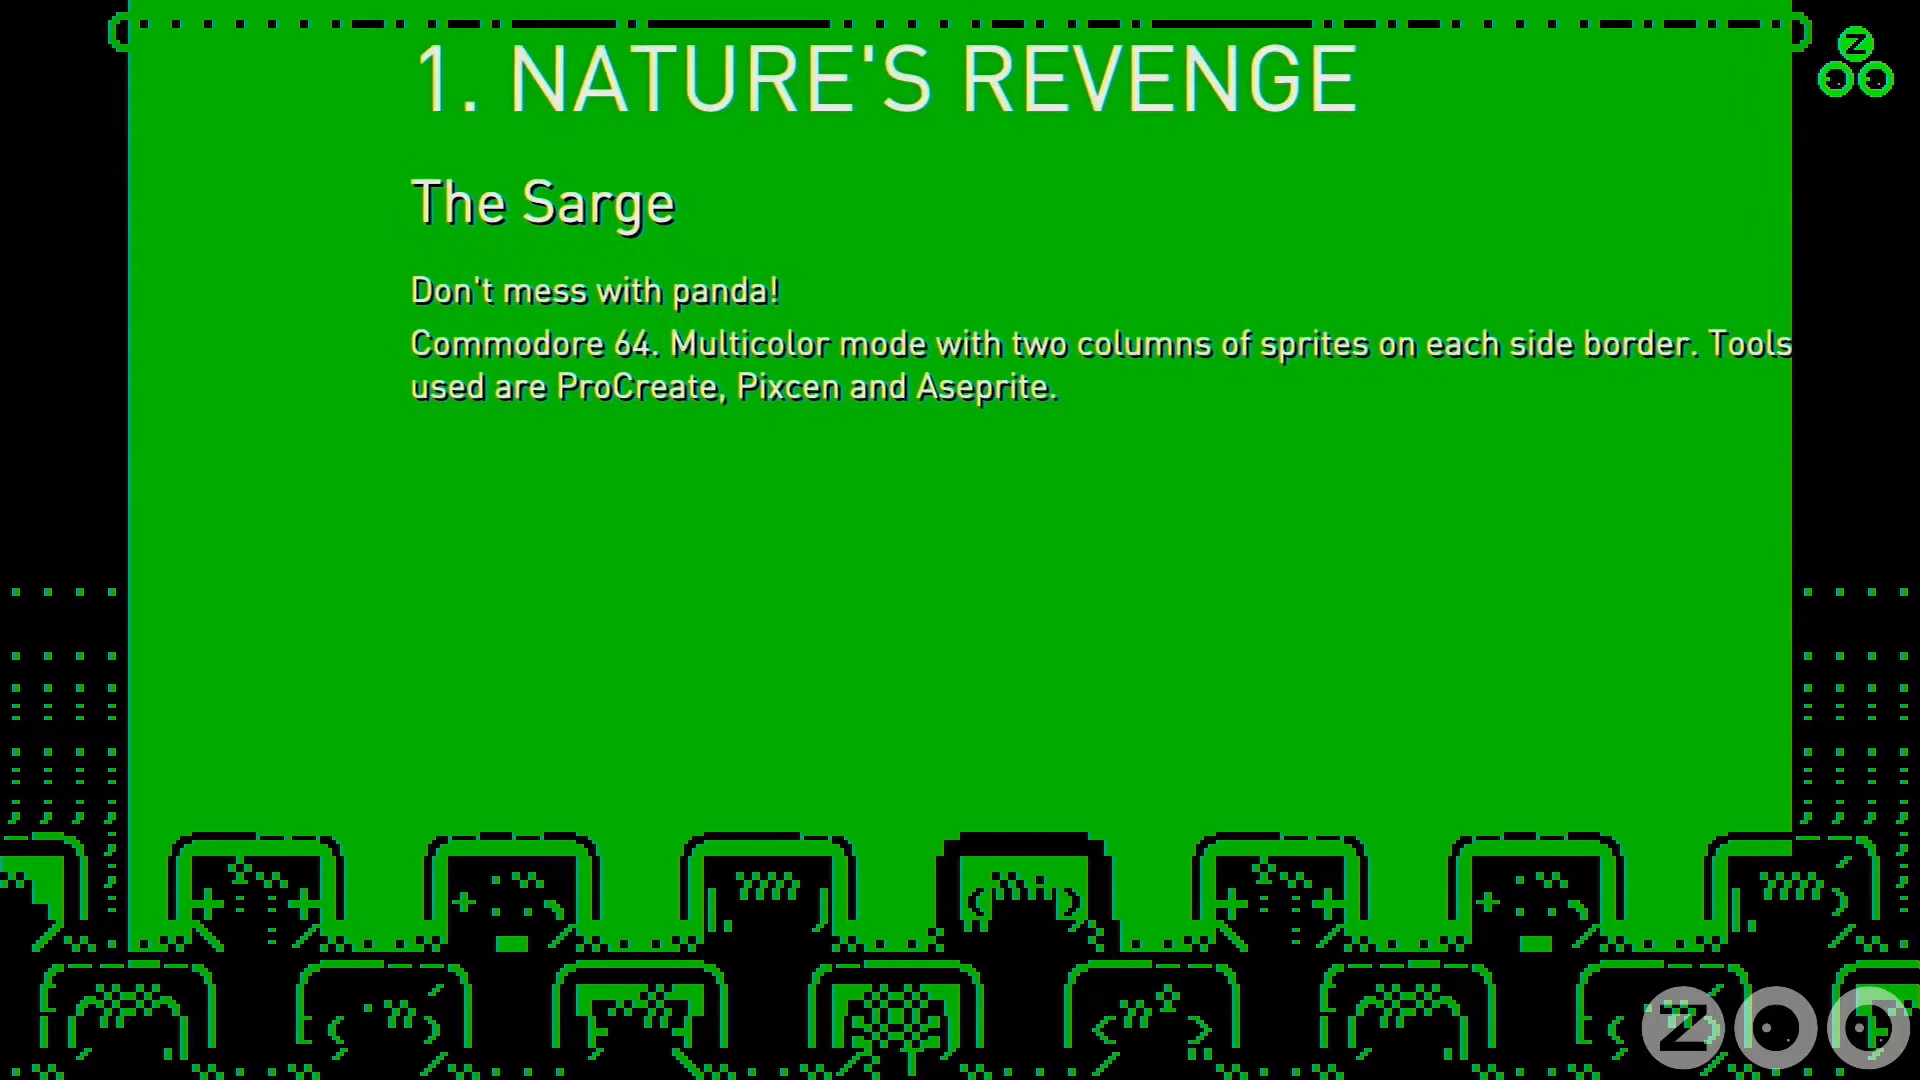 Z
1. NATURE'S REVENGE
The Sarge
Don't mess with panda!
Commodore 64. Multicolor mode with two columns of sprites on each side border. Tools
used are ProCreate, Pixcen and Aseprite.
ZOO